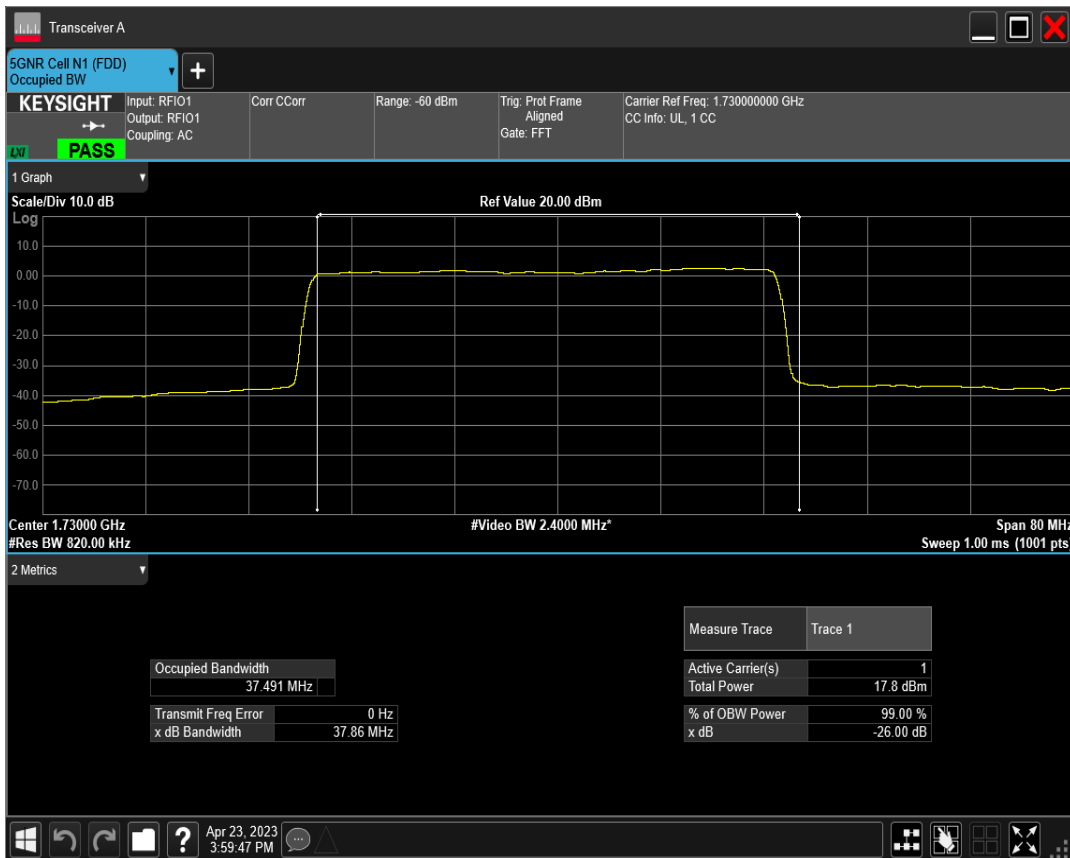 Transceiver A
5GNR Cell N1 (FDD)
Occupied BW
KEYSIGHT
LXI
PASS
Input: RFIO1
Output: RFIO1
Coupling: AC
Corr CCorr
Range: -60 dBm
Trig: Prot Frame
Aligned
Gate: FFT
Carrier Ref Freq: 1.730000000 GHz
CC Info: UL, 1 CC
1 Graph
Scale/Div 10.0 dB
Ref Value 20.00 dBm
Log
10.0
0.00
-10.0
-20.0
-30.0
-40.0
-50.0
-60.0
-70.0
Center 1.73000 GHz
#Video BW 2.4000 MHz*
Span 80 MHz
#Res BW 820.00 kHz
Sweep 1.00 ms (1001 pts)
2 Metrics
Measure Trace Trace 1
Occupied Bandwidth
37.491 MHz
Transmit Freq Error 0 Hz
x dB Bandwidth 37.86 MHz
Active Carrier(s) 1
Total Power 17.8 dBm
% of OBW Power 99.00 %
x dB -26.00 dB
?
Apr 23, 2023
3:59:47 PM